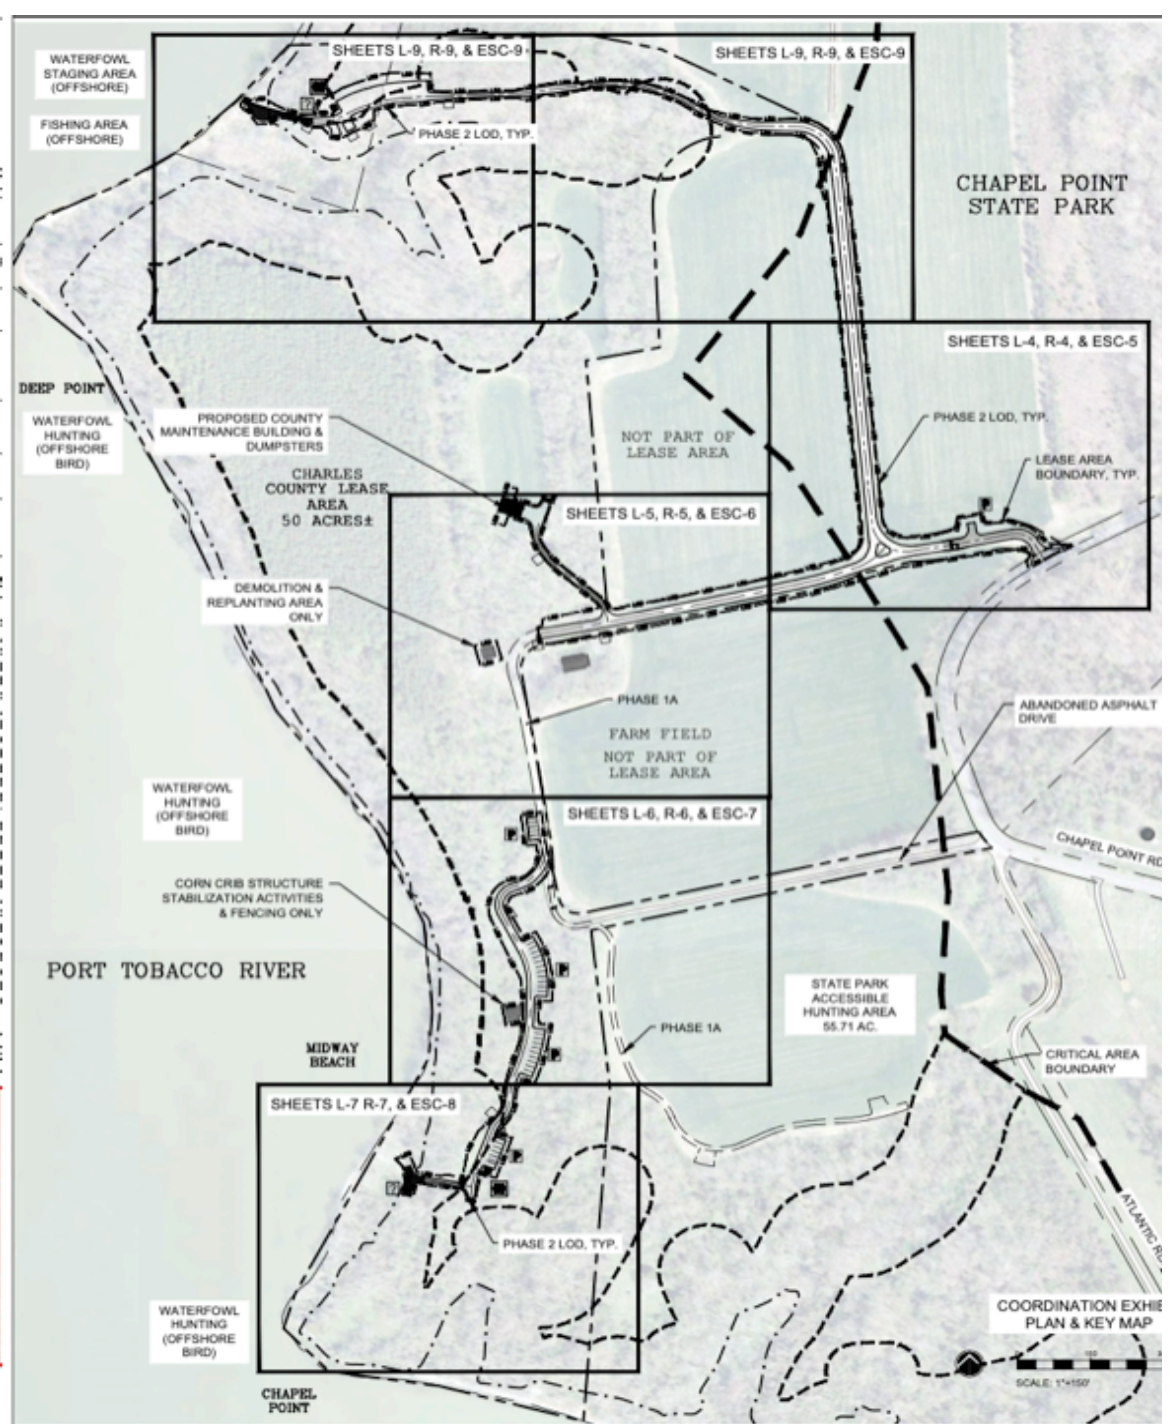 SHEETS L-9, R-9, & ESC-9
SHEETS L-9, R-9, & ESC-9
WATERFOWL
STAGING AREA
(OFFSHORE)
FISHING AREA
(OFFSHORE)
PHASE 2 LOD, TYP.
CHAPEL POINT
STATE PARK
SHEETS L-4, R-4, & ESC-5
DEEP POINT
WATERFOWL
HUNTING
(OFFSHORE
BIRD)
PROPOSED COUNTY
MAINTENANCE BUILDING &
DUMPSTERS
NOT PART OF
LEASE AREA
PHASE 2 LOD, TYP.
LEASE AREA
BOUNDARY, TYP.
CHARLES
COUNTY LEASE
AREA
50 ACRES±
P
SHEETS L-5, R-5, & ESC-6
DEMOLITION &
REPLANTING AREA
ONLY
PHASE 1A
ABANDONED ASPHALT
DRIVE
FARM FIELD
NOT PART OF
LEASE AREA
WATERFOWL
HUNTING
(OFFSHORE
BIRD)
SHEETS L-6, R-6, & ESC-7
P
CHAPEL POINT RD
CORN CRIB STRUCTURE
STABILIZATION ACTIVITIES
& FENCING ONLY
PORT TOBACCO RIVER
P
STATE PARK
ACCESSIBLE
HUNTING AREA
55.71 AC.
PHASE 1A
MIDWAY
BEACH
P
CRITICAL AREA
BOUNDARY
SHEETS L-7 R-7, & ESC-8
P
ATLANTIC RD
PHASE 2 LOD, TYP.
WATERFOWL
HUNTING
(OFFSHORE
BIRD)
COORDINATION EXHIB
PLAN & KEY MAP
SCALE: 1"=150'
CHAPEL
POINT